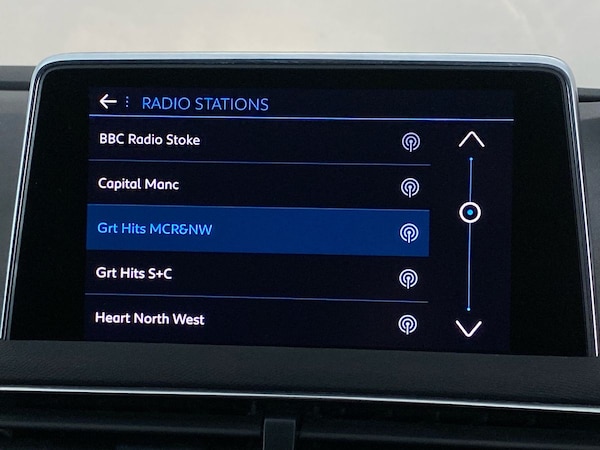 RADIO STATIONS
BBC Radio Stoke
Capital Manc
Grt Hits MCR&NW
Grt Hits S+C
Heart North West